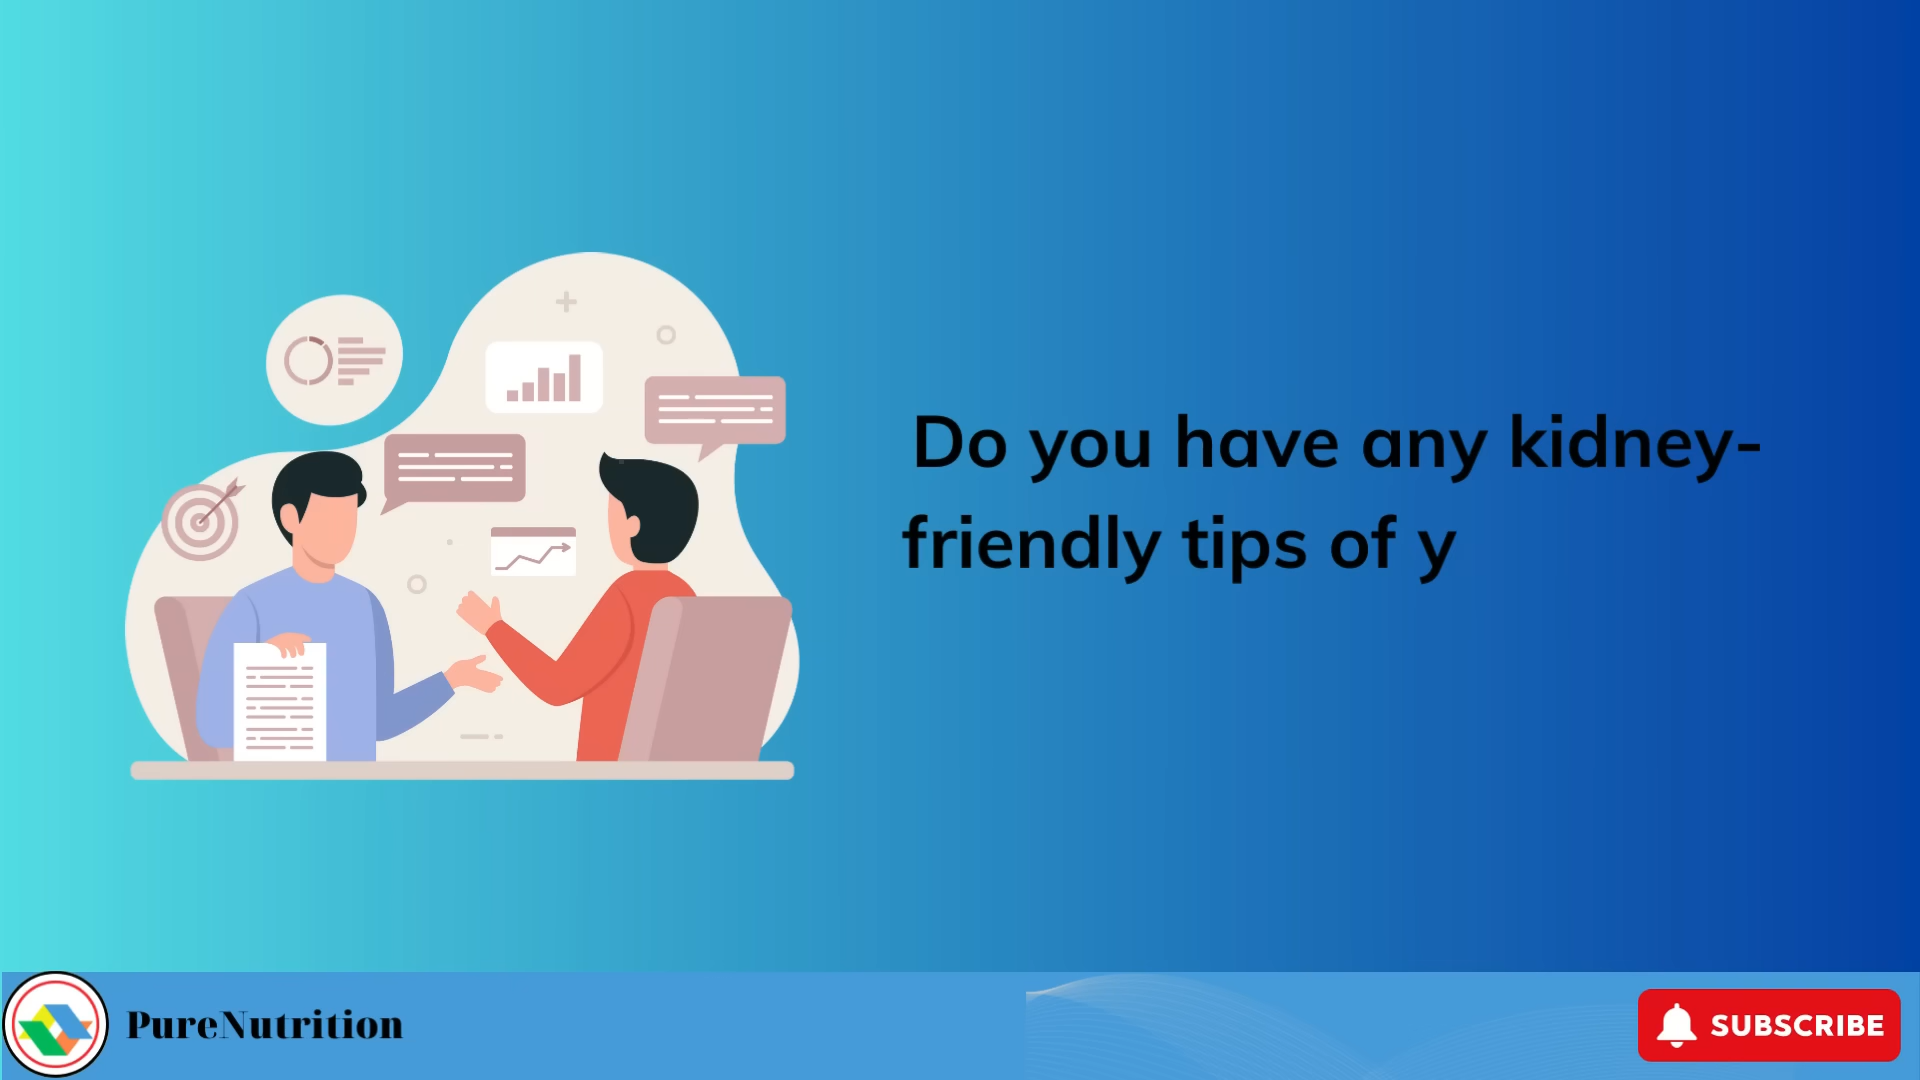 Do you have any kidney-
friendly tips of y
PureNutrition
SUBSCRIBE